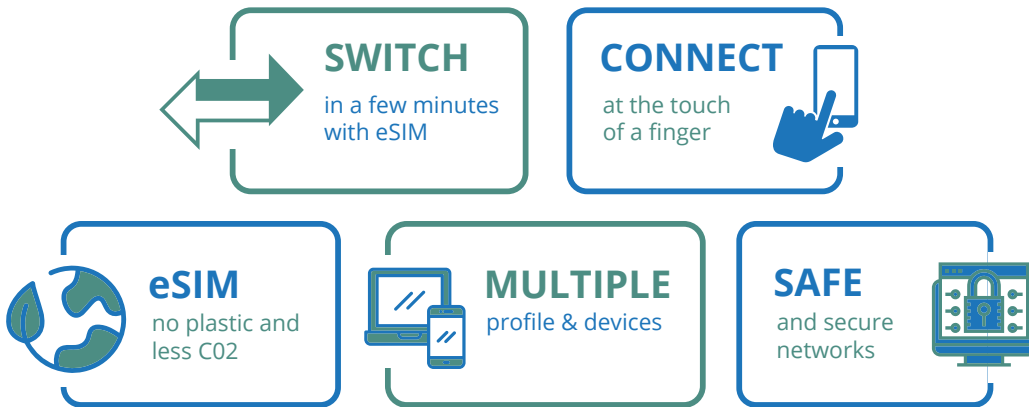 SWITCH
in a few minutes
with eSIM
CONNECT
at the touch
of a finger
eSIM
no plastic and
less C02
MULTIPLE
profile & devices
SAFE
and secure
networks